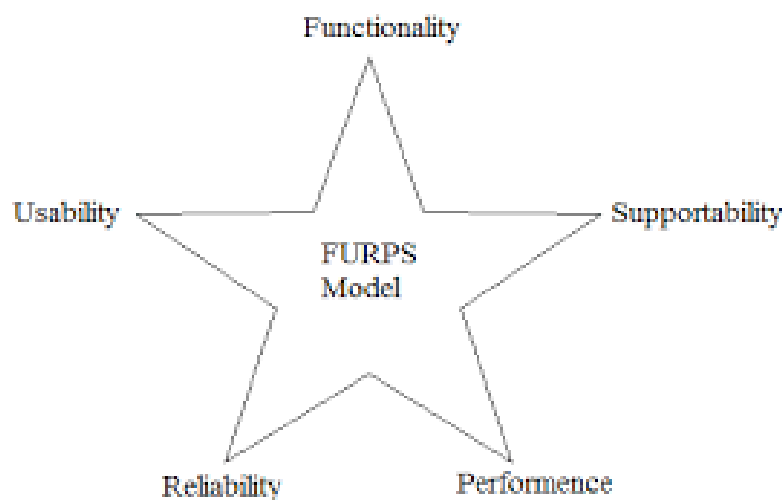 Functionality
Usability
Supportability
FURPS
Model
Reliability
Performence